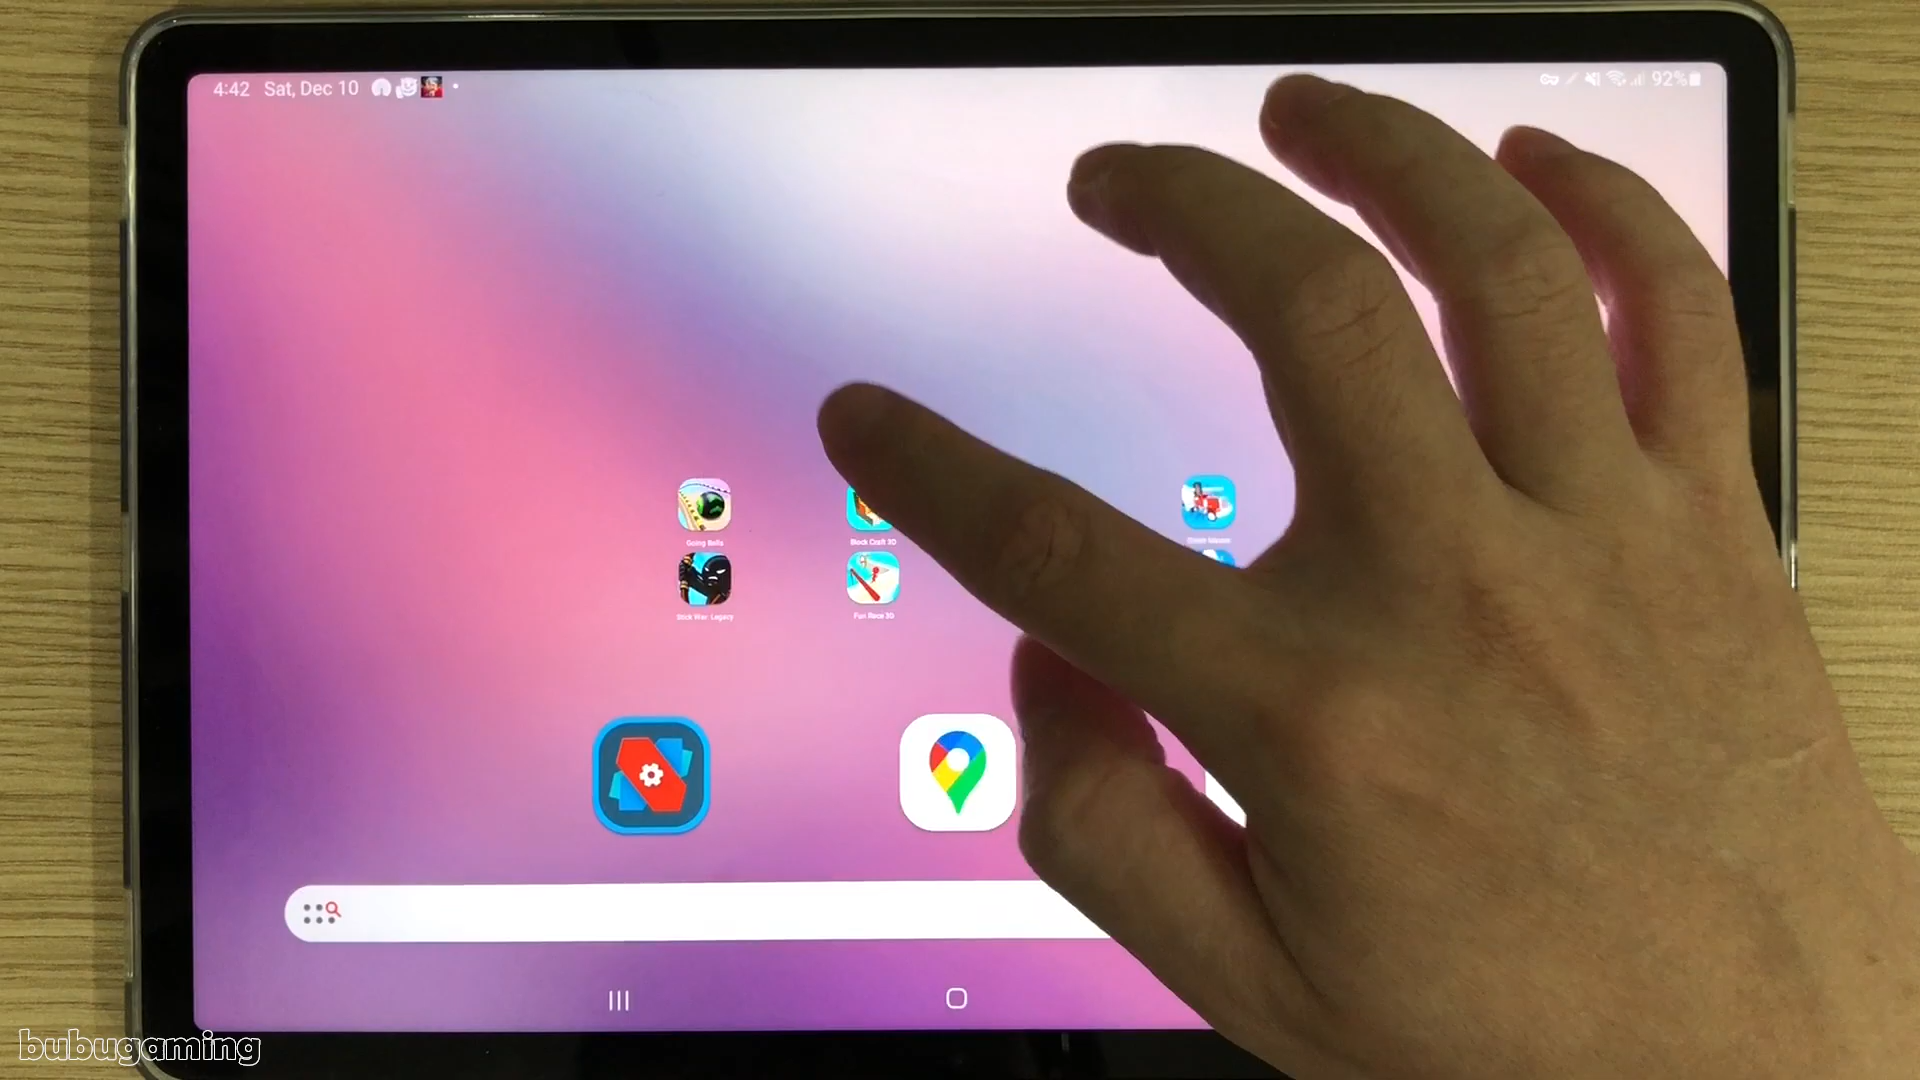 4:42 Sat, Dec 10
92%
Going Balls
Block Craft 3D
Stick War: Legacy
Fun Race 3D
bubugaming